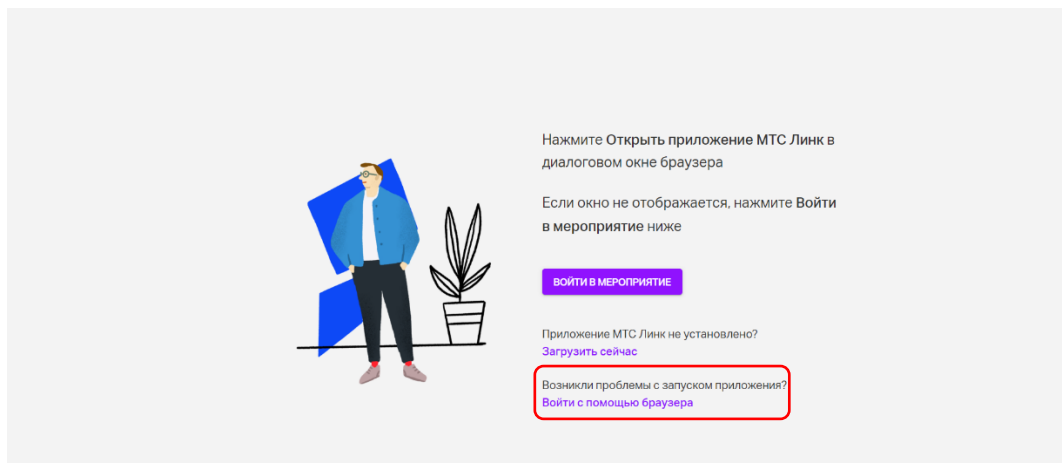 Нажмите Открыть приложение МТС Линк в
диалоговом окне браузера
Если окно не отображается, нажмите Войти
в мероприятие ниже
ВОЙТИ В МЕРОПРИЯТИЕ
Приложение МТС Линк не установлено?
Загрузить сейчас
Возникли проблемы с запуском приложения?
Войти с помощью браузера